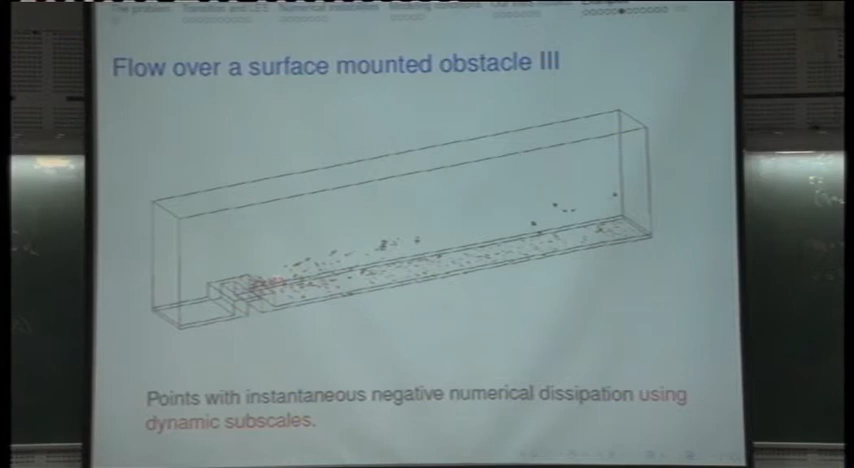 Flow over a surface mounted obstacle III
Points with instantaneous negative numerical dissipation using
dynamic subscales.